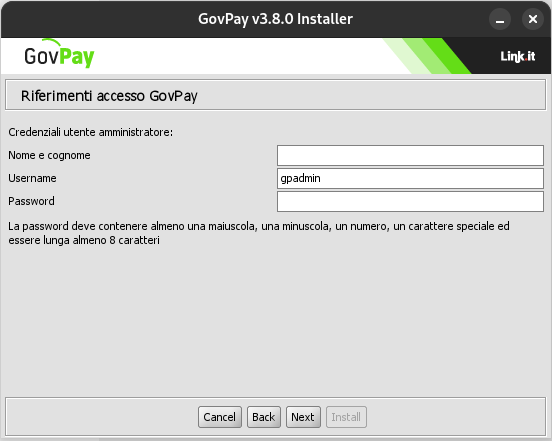 GovPay v3.8.0 Installer
GovPay
Link.it
Riferimenti accesso GovPay
Credenziali utente amministratore:
Nome e cognome
Username gpadmin
Password
La password deve contenere almeno una maiuscola, una minuscola, un numero, un carattere speciale ed
essere lunga almeno 8 caratteri
Cancel Back Next Install